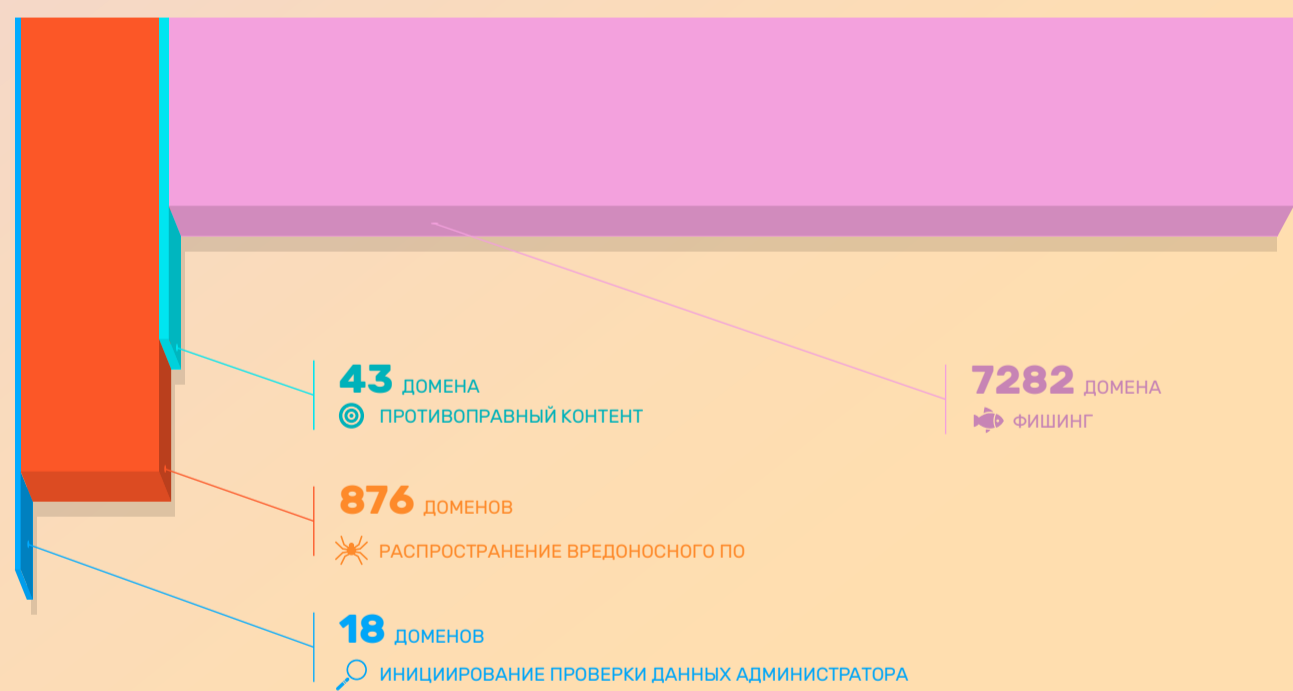 43 ДОМЕНА
ПРОТИВОПРАВНЫЙ КОНТЕНТ
7282 ДОМЕНА
ФИШИНГ
876 ДОМЕНОВ
РАСПРОСТРАНЕНИЕ ВРЕДОНОСНОГО ПО
18 ДОМЕНОВ
ИНИЦИИРОВАНИЕ ПРОВЕРКИ ДАННЫХ АДМИНИСТРАТОРА